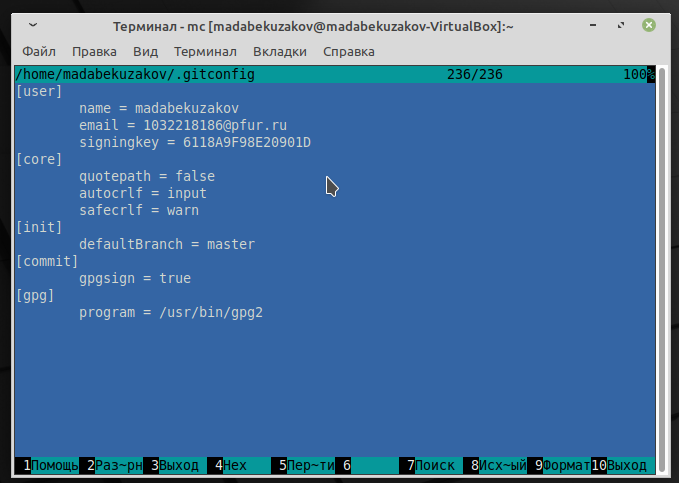 Терминал - mc [madabekuzakov@madabekuzakov-VirtualBox]:~
Файл Правка Вид Терминал Вкладки Справка
/home/madabekuzakov/.gitconfig 236/236 100%
[user]
name = madabekuzakov
email = 1032218186@pfur.ru
signingkey = 6118A9F98E20901D
[core]
quotepath = false
autocrlf = input
safecrlf = warn
[init]
defaultBranch = master
[commit]
gpgsign = true
[gpg]
program = /usr/bin/gpg2
1Помощь 2Раз~рн 3Выход 4Hex 5Пер~ти 6 7Поиск 8Исх~ый 9Формат 10Выход